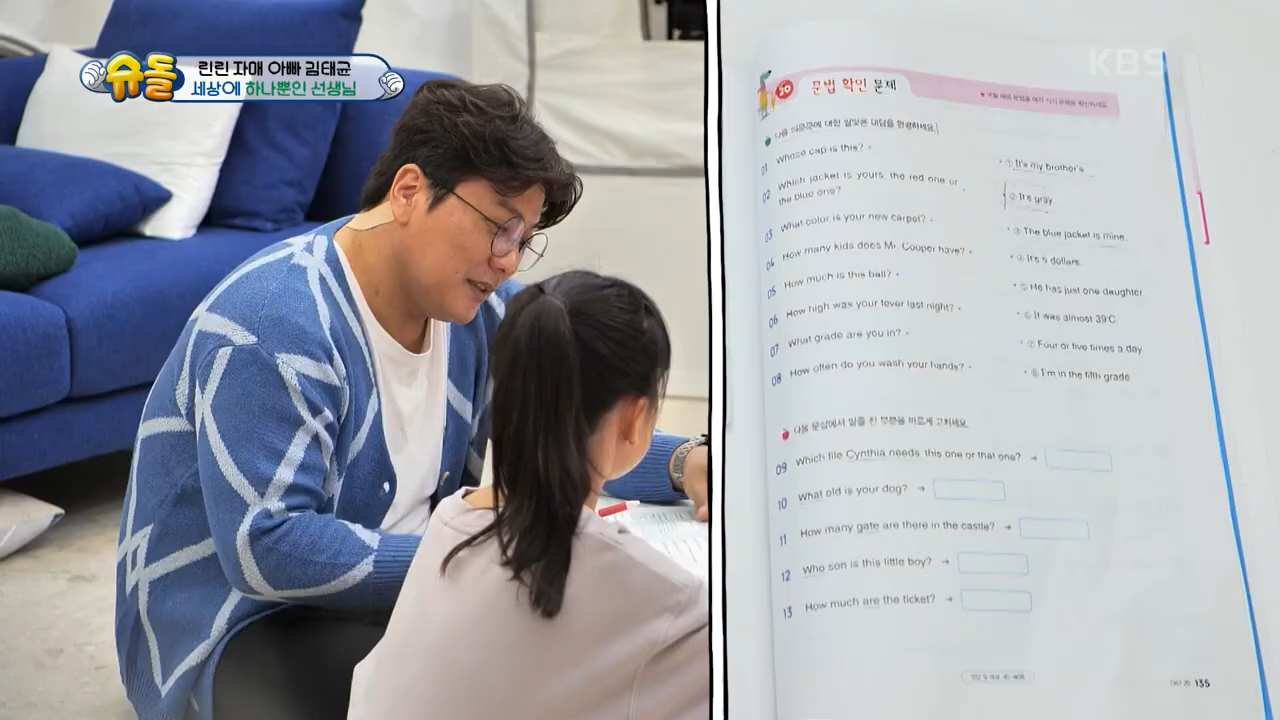 슈돌
린린 자매 아빠 김태균
세상에 하나뿐인 선생님
KBS
20 문법 확인 문제
다음 의문문에 대한 알맞은 대답을 연결하세요.
01 Whose cap is this?
① It's my brother's
02 Which jacket is yours, the red one or
the blue one?
② It's gray
03 What color is your new carpet?
③ The blue jacket is mine.
04 How many kids does Mr. Cooper have?
④ It's 5 dollars.
05 How much is this ball?
⑤ He has just one daughter.
06 How high was your fever last night?
⑥ It was almost 39℃.
07 What grade are you in?
⑦ Four or five times a day
08 How often do you wash your hands?
⑧ I'm in the fifth grade
다음 문장에서 밑줄 친 부분을 바르게 고치세요.
09 Which file Cynthia needs this one or that one? →
10 What old is your dog? →
11 How many gate are there in the castle? →
12 Who son is this little boy? →
13 How much are the ticket? →
DAY 20 135